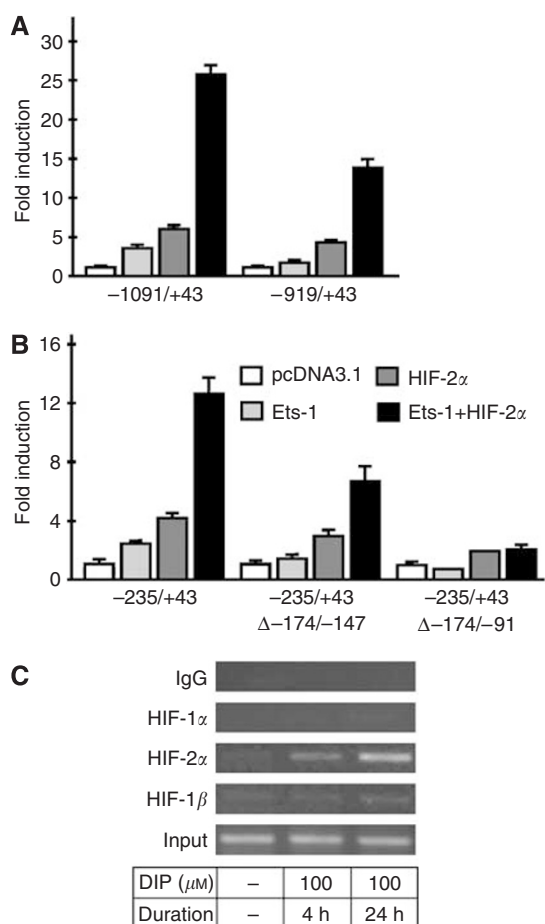 A
Fold induction
30
25
20
15
10
5
0
−1091/+43 −919/+43
B
Fold induction
16
12
8
4
0
pcDNA3.1 HIF-2α
Ets-1 Ets-1+HIF-2α
−235/+43 −235/+43 −235/+43
Δ−174/−147 Δ−174/−91
C
IgG
HIF-1α
HIF-2α
HIF-1β
Input
DIP (μM) – 100 100
Duration – 4 h 24 h